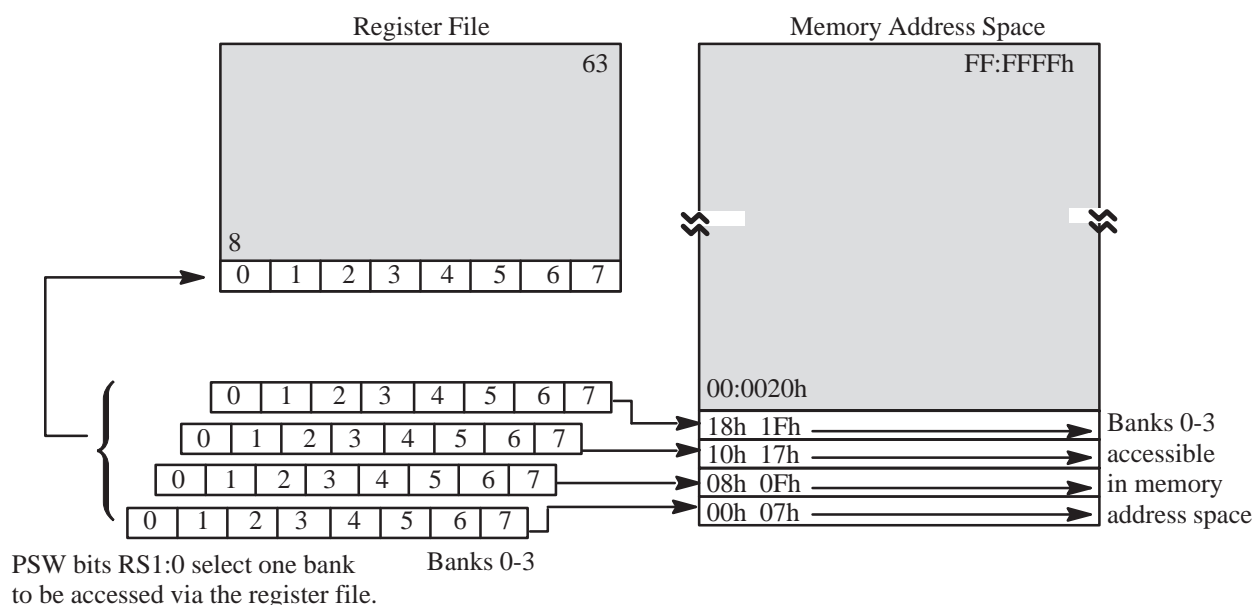 Register File
Memory Address Space
63
FF:FFFFh
8
0 1 2 3 4 5 6 7
00:0020h
0 1 2 3 4 5 6 7
18h 1Fh
Banks 0-3
0 1 2 3 4 5 6 7
10h 17h
accessible
0 1 2 3 4 5 6 7
08h 0Fh
in memory
0 1 2 3 4 5 6 7
00h 07h
address space
Banks 0-3
PSW bits RS1:0 select one bank
to be accessed via the register file.